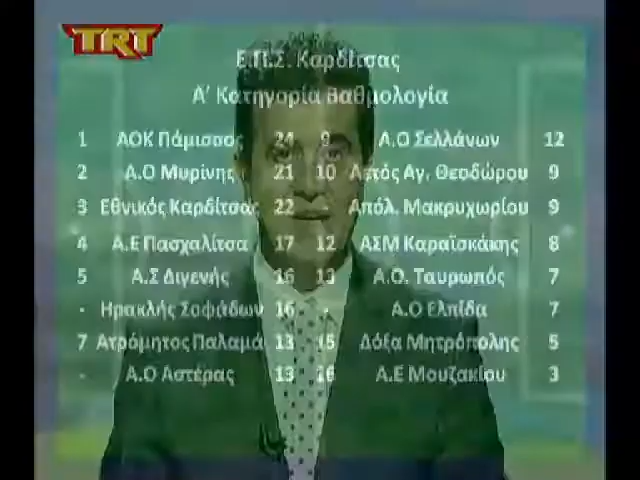 TRT
Ε.Π.Σ. Καρδίτσας
Α' Κατηγορία Βαθμολογία
1 ΑΟΚ Πάμισσος 24 9 Α.Ο Σελλάνων 12
2 Α.Ο Μυρίνης 21 10 Αετός Αγ. Θεοδώρου 9
3 Εθνικός Καρδίτσας 22 - Απόλ. Μακρυχωρίου 9
4 Α.Ε Πασχαλίτσα 17 12 ΑΣΜ Καραϊσκάκης 8
5 Α.Σ Διγενής 16 13 Α.Ο. Ταυρωπός 7
- Ηρακλής Σοφάδων 16 - Α.Ο Ελπίδα 7
7 Ατρόμητος Παλαμά 13 15 Δόξα Μητρόπολης 5
- Α.Ο Αστέρας 13 16 Α.Ε Μουζακίου 3